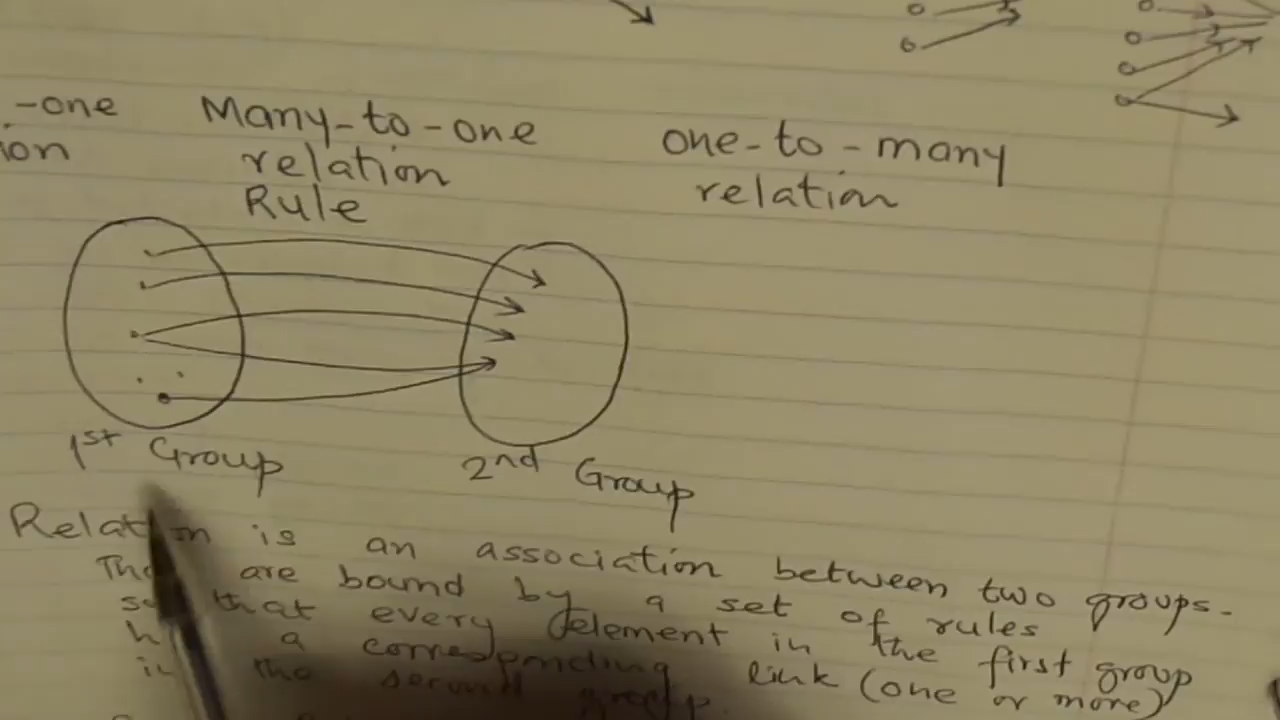 -one Many-to-one one-to-many
ion relation relation
Rule
1st Group 2nd Group
Relation is an association between two groups.
are bound by a set of rules
that every element in the first group
a corresponding link (one or more)
in the second group.